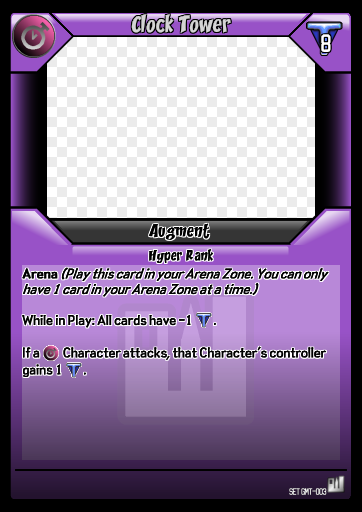 Clock Tower
8
Augment
Hyper Rank
Arena (Play this card in your Arena Zone. You can only
have 1 card in your Arena Zone at a time.)
While in Play: All cards have -1 .
If a Character attacks, that Character's controller
gains 1 .
SET GMT-003